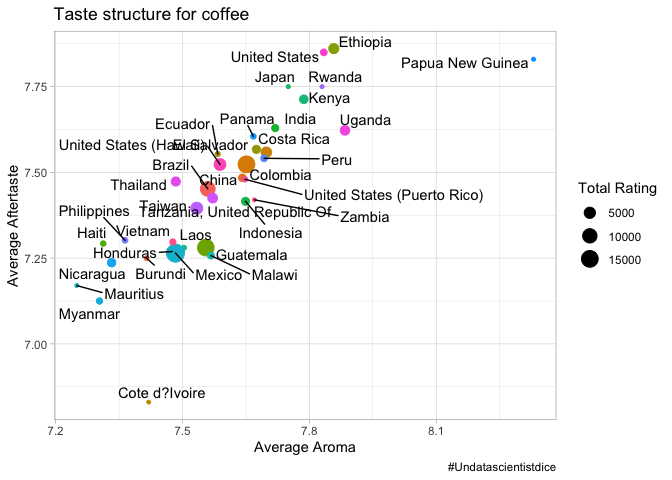 Taste structure for coffee
Ethiopia
United States
Papua New Guinea
Japan
Rwanda
7.75
Kenya
Ecuador
Panama
India
Uganda
United States (Hawaii)
El Salvador
Costa Rica
Peru
7.50
Brazil
China
Colombia
Thailand
United States (Puerto Rico)
Taiwan
Tanzania, United Republic Of
Zambia
Philippines
Haiti
Vietnam
Laos
Indonesia
7.25
Honduras
Guatemala
Nicaragua
Burundi
Mexico
Malawi
Mauritius
Myanmar
7.00
Cote d?Ivoire
7.2
7.5
7.8
8.1
Average Aroma
Average Aftertaste
Total Rating
5000
10000
15000
#Undatascientistdice